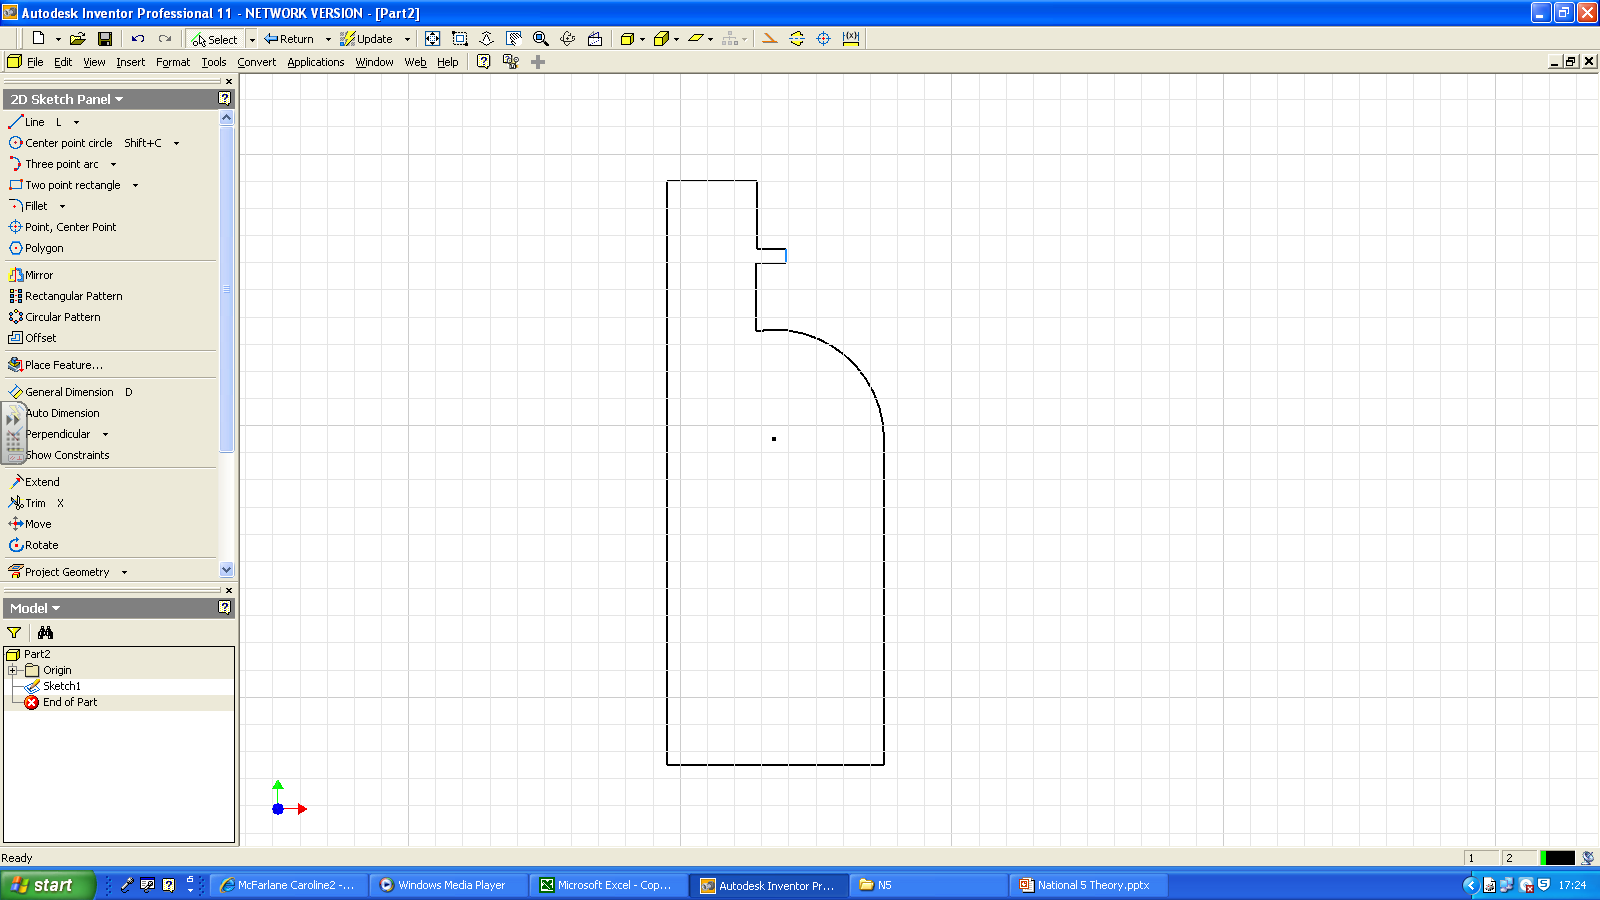 Autodesk Inventor Professional 11 - NETWORK VERSION - [Part2]
Select Return Update
File Edit View Insert Format Tools Convert Applications Window Web Help
2D Sketch Panel
Line L
Center point circle Shift+C
Three point arc
Two point rectangle
Fillet
Point, Center Point
Polygon
Mirror
Rectangular Pattern
Circular Pattern
Offset
Place Feature...
General Dimension D
Auto Dimension
Perpendicular
Show Constraints
Extend
Trim X
Move
Rotate
Project Geometry
Model
Part2
Origin
Sketch1
End of Part
Ready
1 2
start
McFarlane Caroline2 -...
Windows Media Player
Microsoft Excel - Cop...
Autodesk Inventor Pr...
N5
National 5 Theory.pptx
17:24